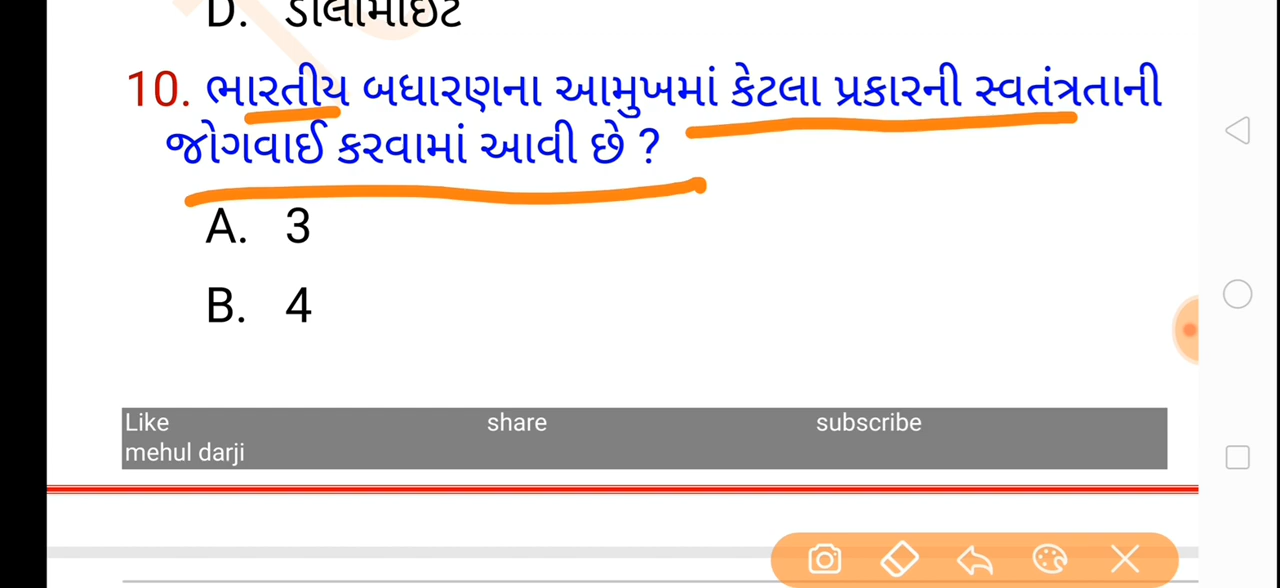 D. ડોલોમાઈટ
10. ભારતીય બધારણના આમુખમાં કેટલા પ્રકારની સ્વતંત્રતાની
જોગવાઈ કરવામાં આવી છે ?
A. 3
B. 4
Like share subscribe
mehul darji